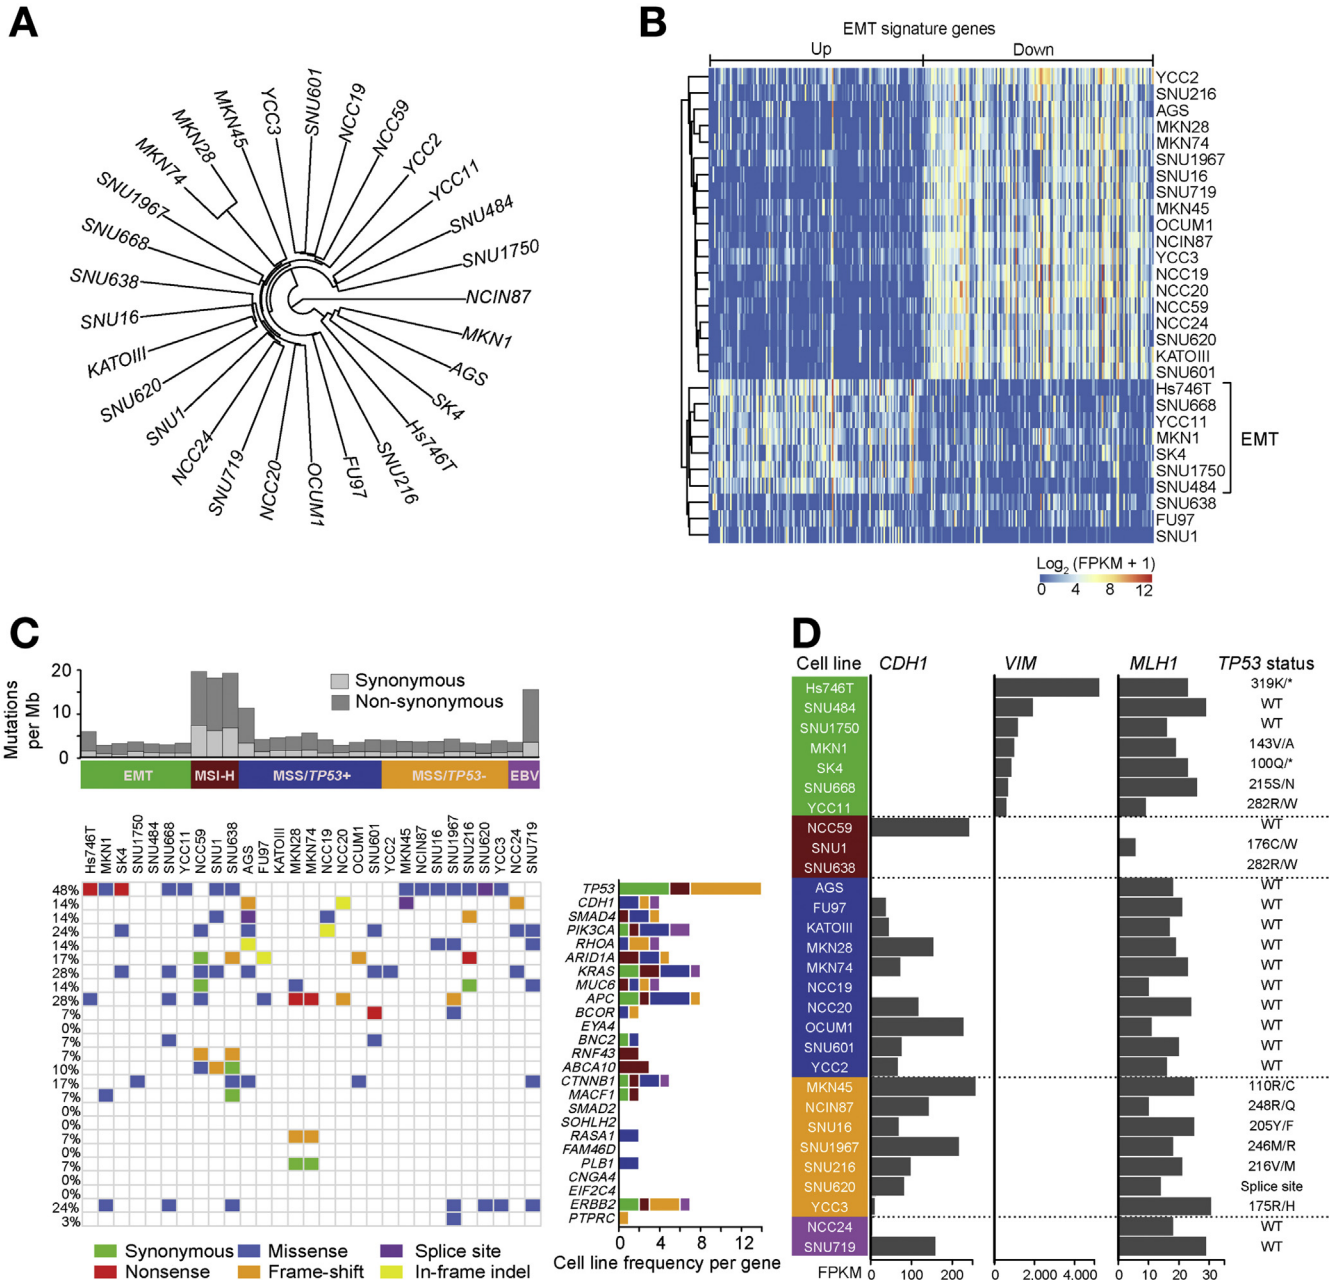 A
SNU601
NCC19
NCC59
YCC2
YCC11
SNU484
SNU1750
NCIN87
MKN1
AGS
SK4
Hs746T
SNU216
FU97
OCUM1
NCC20
SNU719
NCC24
SNU1
SNU620
KATOIII
SNU16
SNU638
SNU668
SNU1967
MKN74
MKN28
MKN45
YCC3
B
EMT signature genes
Up Down
YCC2
SNU216
AGS
MKN28
MKN74
SNU1967
SNU16
SNU719
MKN45
OCUM1
NCIN87
YCC3
NCC19
NCC20
NCC59
NCC24
SNU620
KATOIII
SNU601
Hs746T
SNU668
YCC11
MKN1
SK4
SNU1750
SNU484
SNU638
FU97
SNU1
EMT
Log2 (FPKM + 1)
0 4 8 12
C
Mutations per Mb
20
10
0
Synonymous
Non-synonymous
EMT MSI-H MSS/TP53+ MSS/TP53- EBV
Hs746T MKN1 SK4 SNU1750 SNU484 SNU668 YCC11 NCC59 SNU1 SNU638 AGS FU97 KATOIII MKN28 MKN74 NCC19 NCC20 OCUM1 SNU601 YCC2 MKN45 NCIN87 SNU16 SNU1967 SNU216 SNU620 YCC3 NCC24 SNU719
48% TP53
14% CDH1
14% SMAD4
24% PIK3CA
14% RHOA
17% ARID1A
28% KRAS
14% MUC6
28% APC
7% BCOR
0% EYA4
7% BNC2
7% RNF43
10% ABCA10
17% CTNNB1
7% MACF1
0% SMAD2
0% SOHLH2
7% RASA1
0% FAM46D
7% PLB1
0% CNGA4
0% EIF2C4
24% ERBB2
3% PTPRC
0 4 8 12
Cell line frequency per gene
Synonymous Missense Splice site
Nonsense Frame-shift In-frame indel
D
Cell line CDH1 VIM MLH1 TP53 status
Hs746T 319K/*
SNU484 WT
SNU1750 WT
MKN1 143V/A
SK4 100Q/*
SNU668 215S/N
YCC11 282R/W
NCC59 WT
SNU1 176C/W
SNU638 282R/W
AGS WT
FU97 WT
KATOIII WT
MKN28 WT
MKN74 WT
NCC19 WT
NCC20 WT
OCUM1 WT
SNU601 WT
YCC2 WT
MKN45 110R/C
NCIN87 248R/Q
SNU16 205Y/F
SNU1967 246M/R
SNU216 216V/M
SNU620 Splice site
YCC3 175R/H
NCC24 WT
SNU719 WT
FPKM 0 100 200 0 2,000 4,000 0 10 20 30